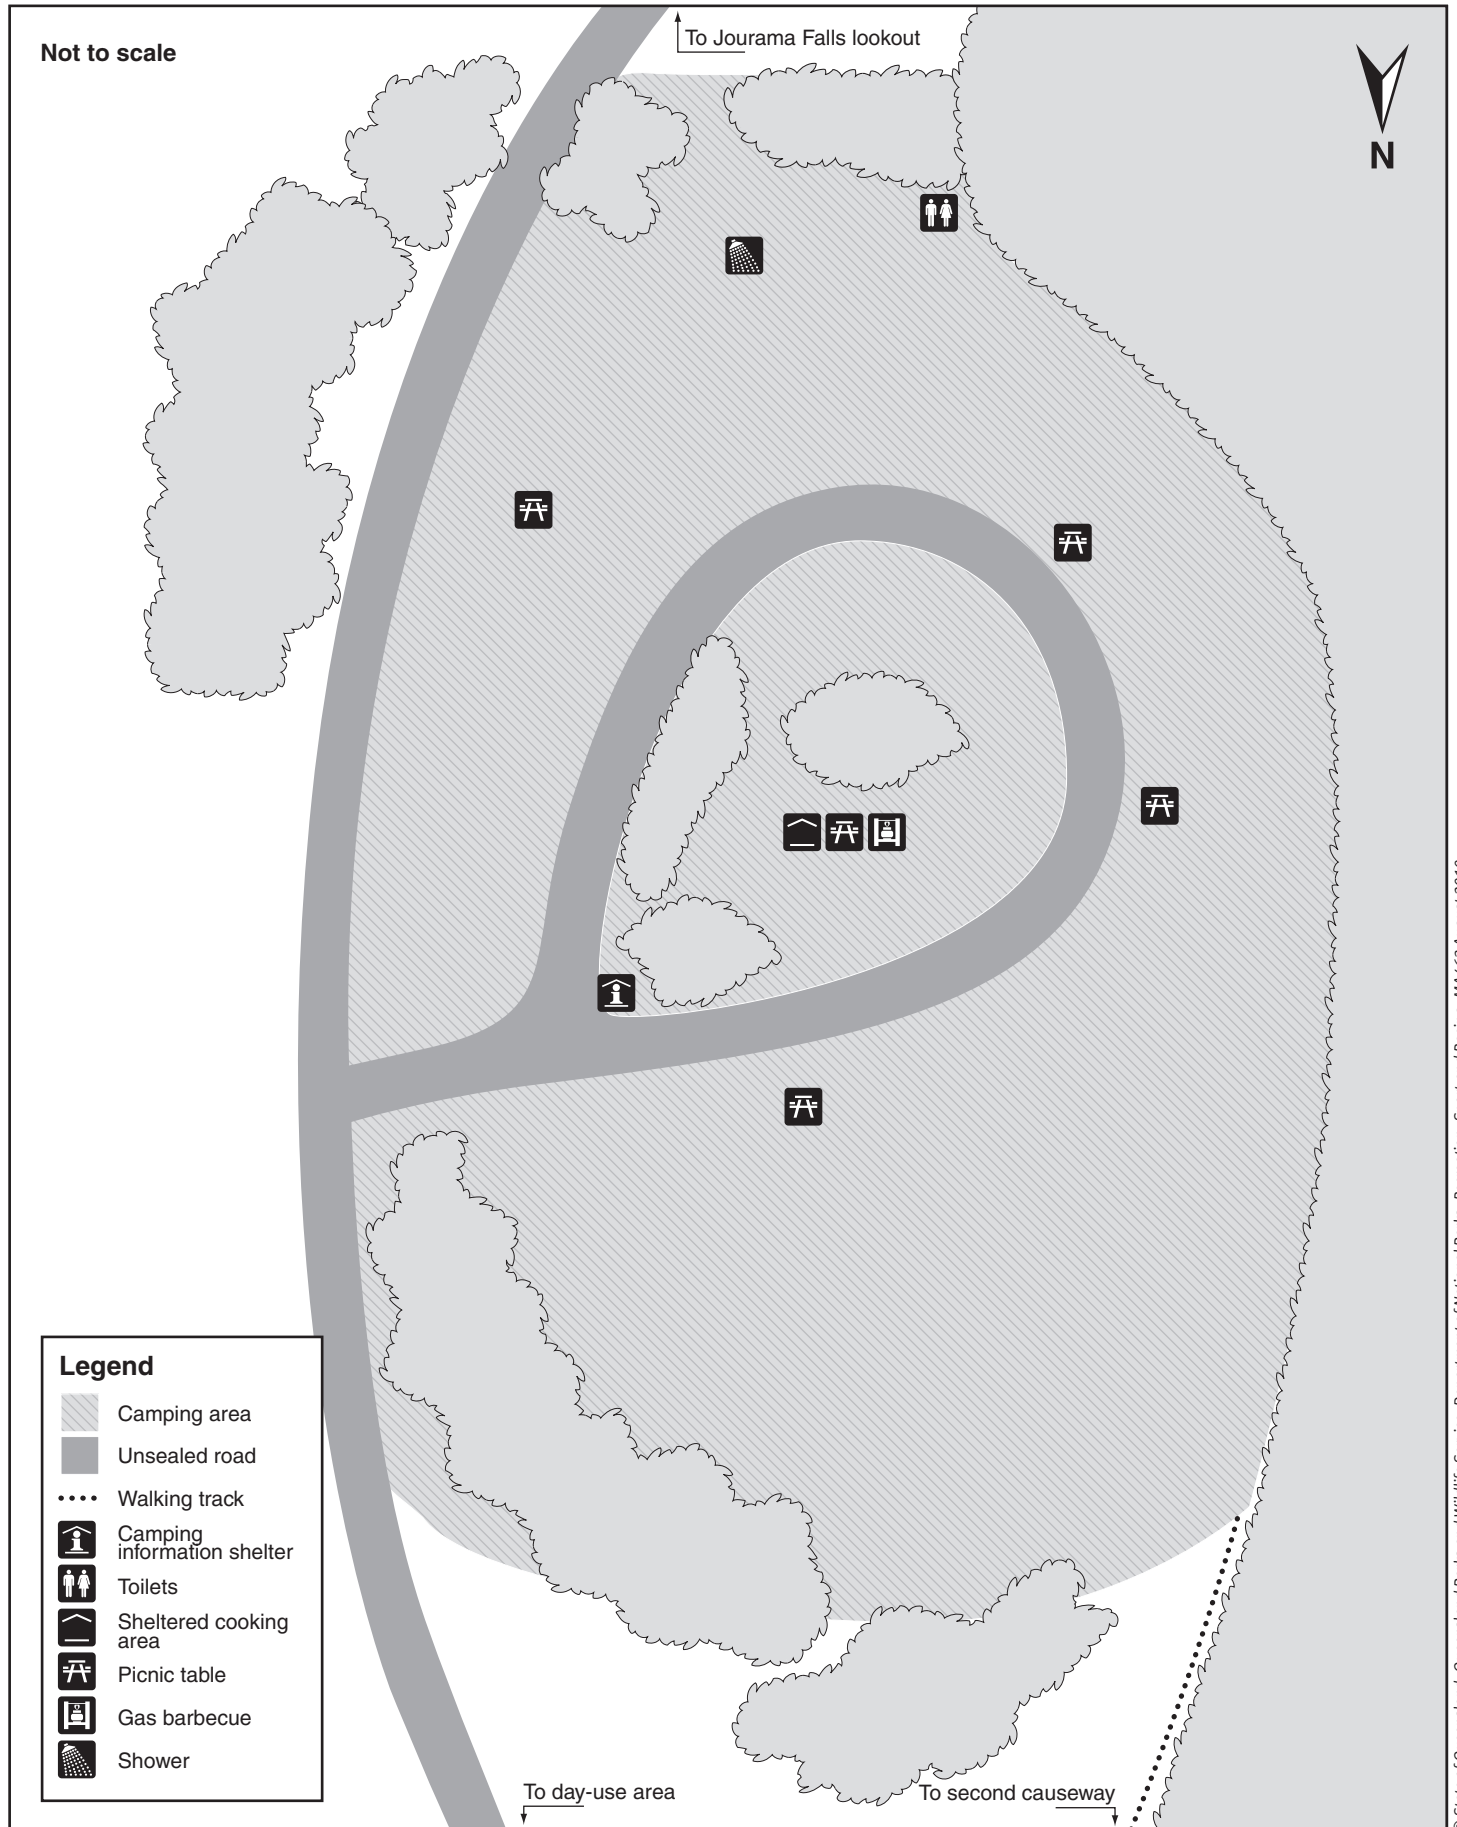 Not to scale
To Jourama Falls lookout
N
Legend
Camping area
Unsealed road
Walking track
Camping
information shelter
Toilets
Sheltered cooking
area
Picnic table
Gas barbecue
Shower
To day-use area
To second causeway